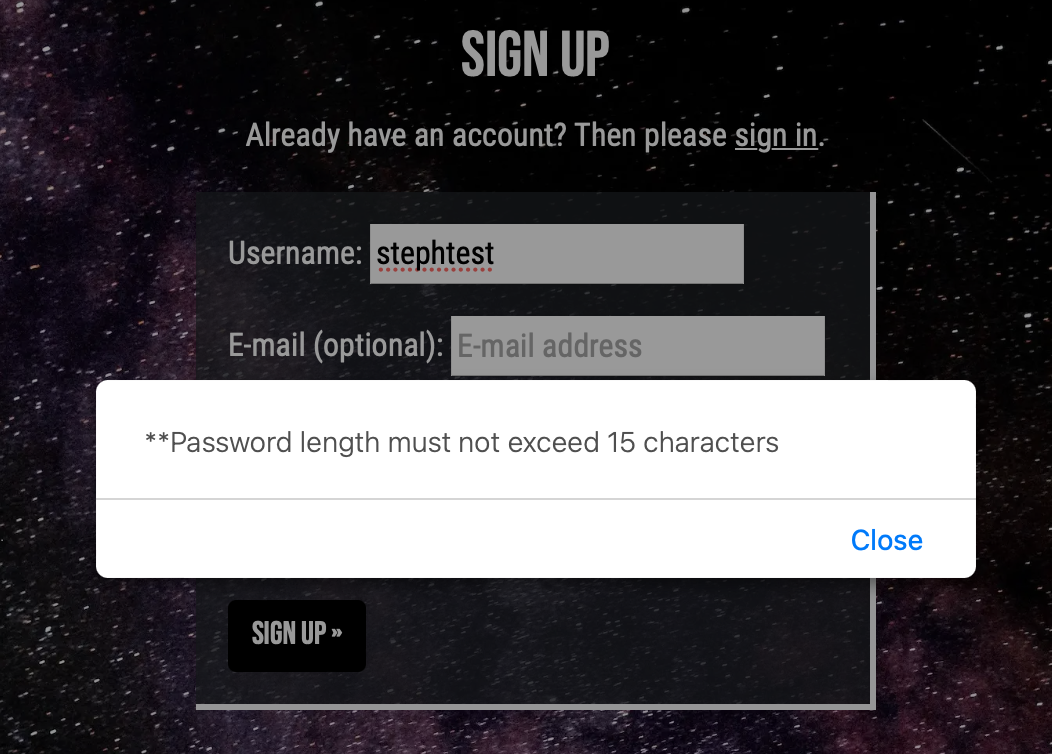 SIGN UP
Already have an account? Then please sign in.
Username: stephtest
E-mail (optional): E-mail address
**Password length must not exceed 15 characters
Close
SIGN UP »